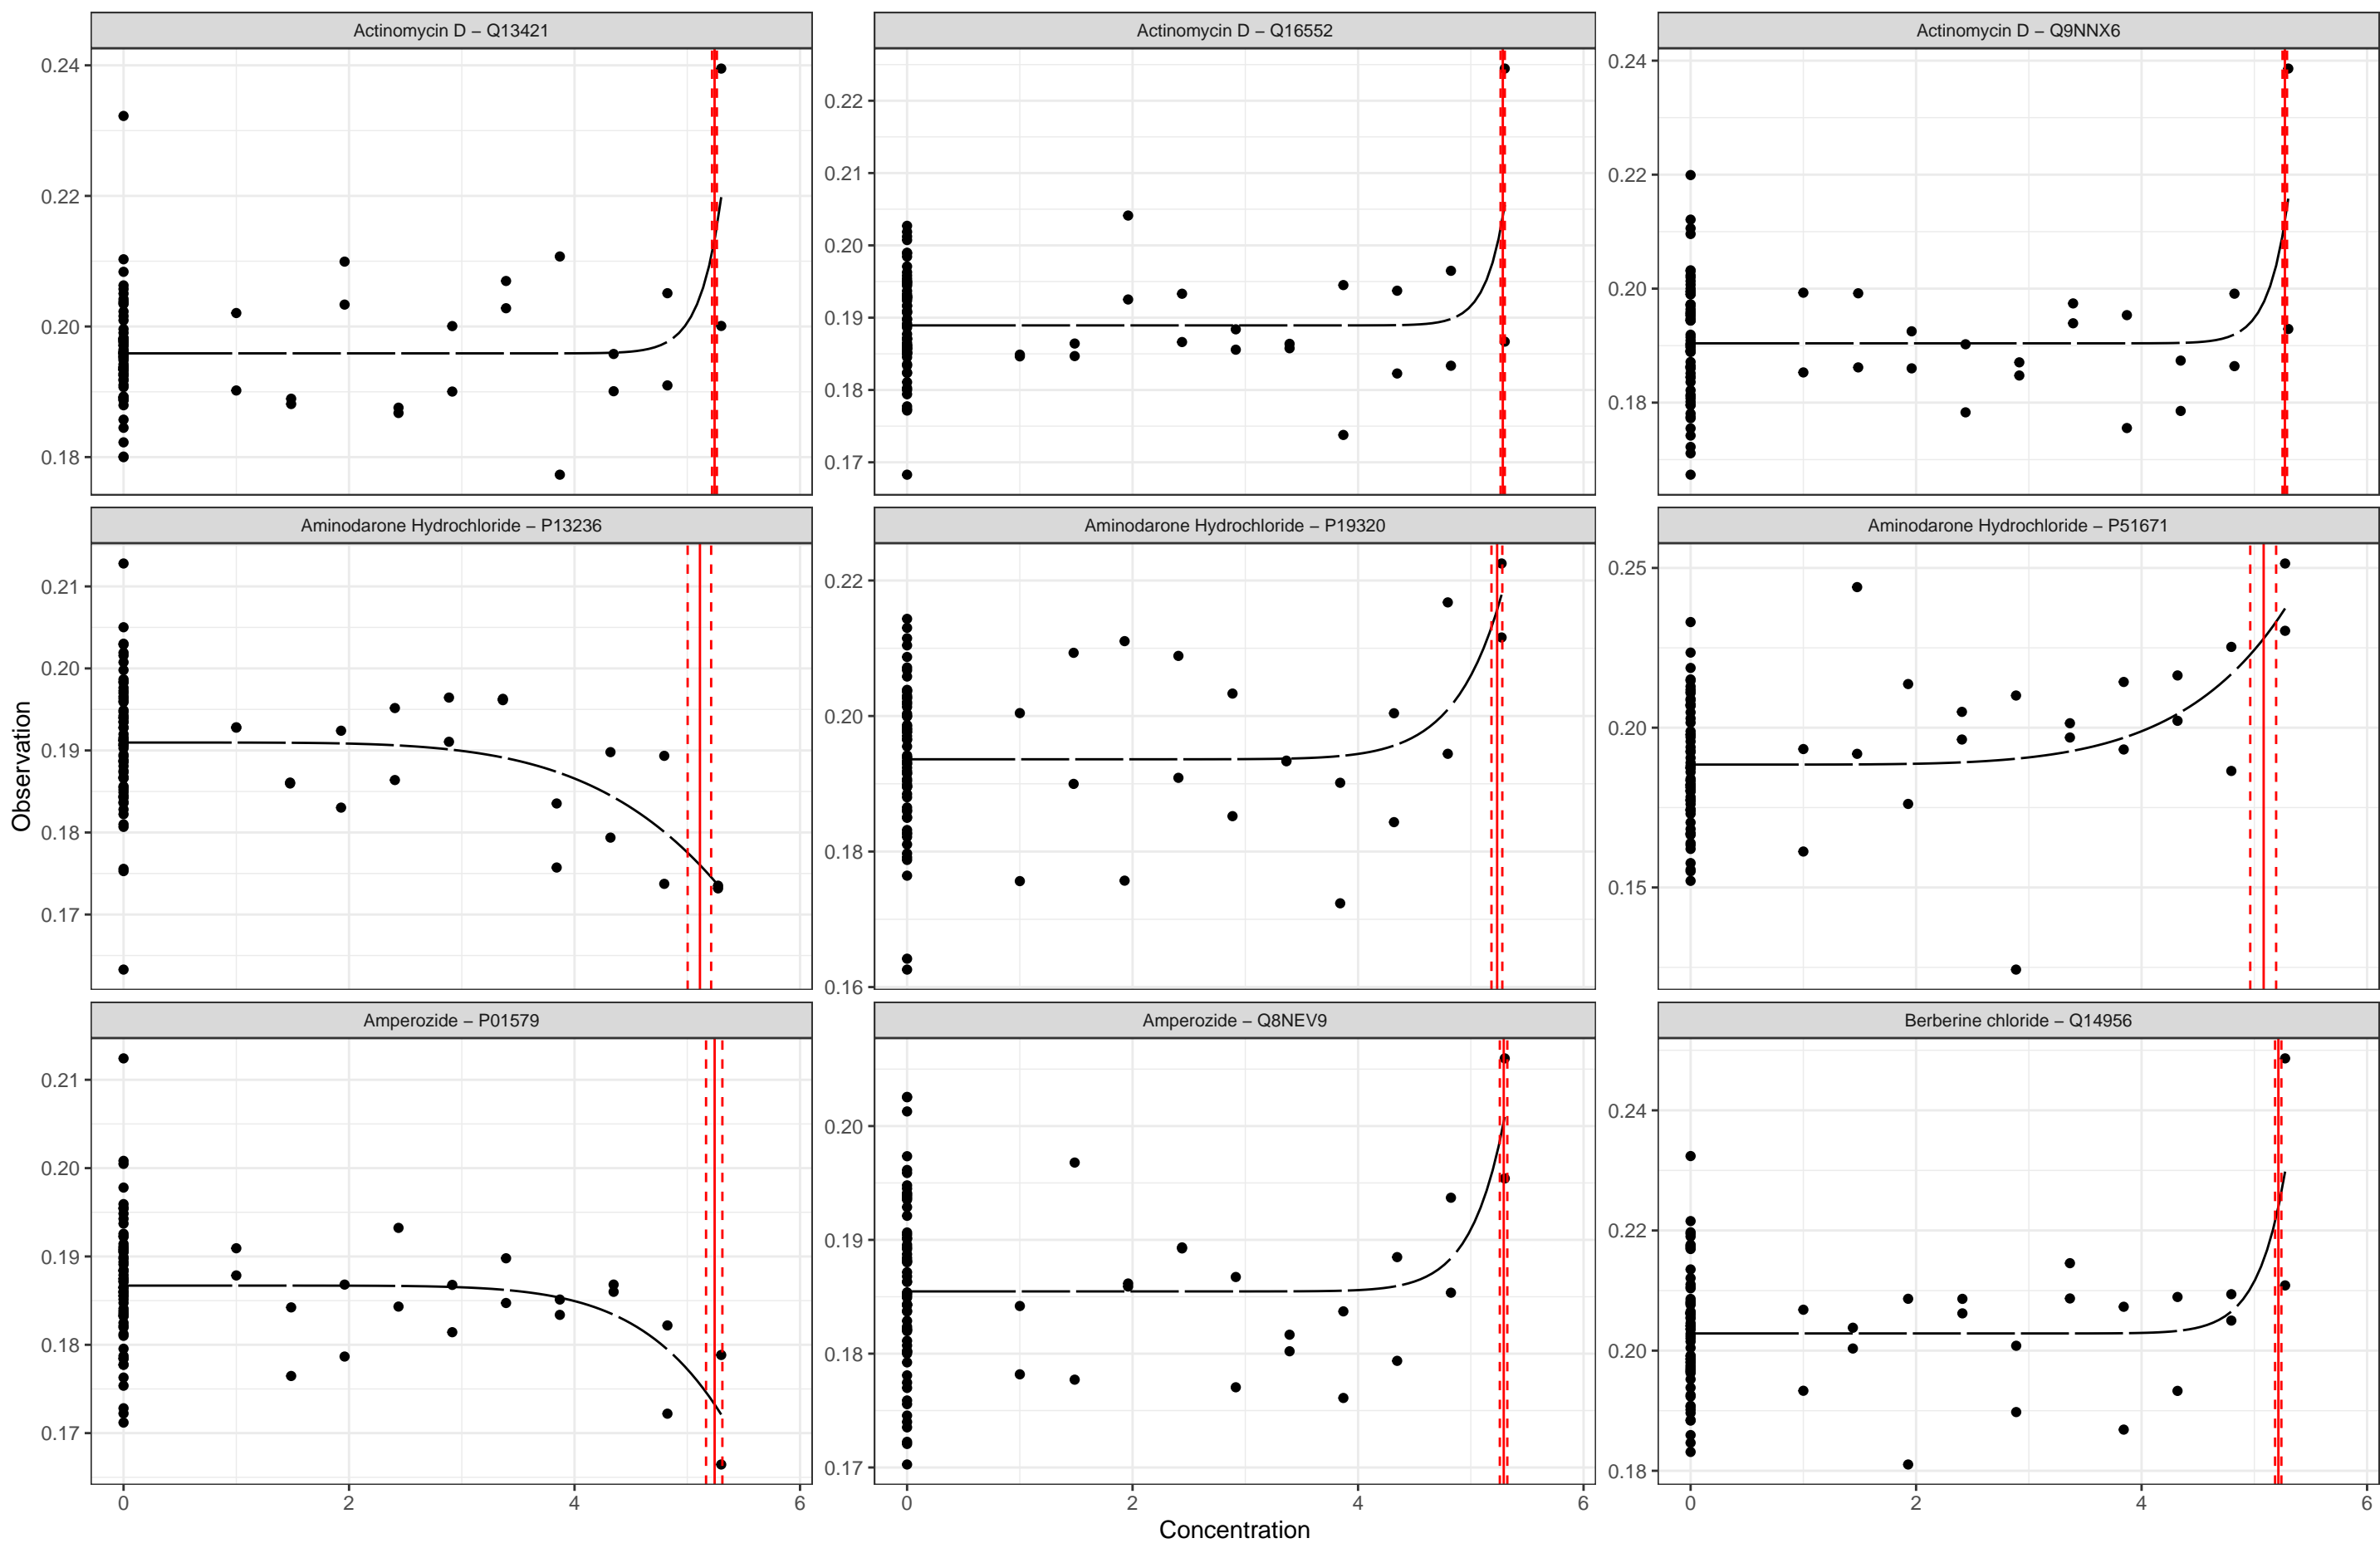 Actinomycin D – Q13421
Actinomycin D – Q16552
Actinomycin D – Q9NNX6
0.24
0.22
0.20
0.18
0.22
0.21
0.20
0.19
0.18
0.17
0.24
0.22
0.20
0.18
Aminodarone Hydrochloride – P13236
Aminodarone Hydrochloride – P19320
Aminodarone Hydrochloride – P51671
0.21
0.20
0.19
0.18
0.17
0.22
0.20
0.18
0.16
0.25
0.20
0.15
Observation
Amperozide – P01579
Amperozide – Q8NEV9
Berberine chloride – Q14956
0.21
0.20
0.19
0.18
0.17
0.20
0.19
0.18
0.17
0.24
0.22
0.20
0.18
0 2 4 6
0 2 4 6
0 2 4 6
Concentration